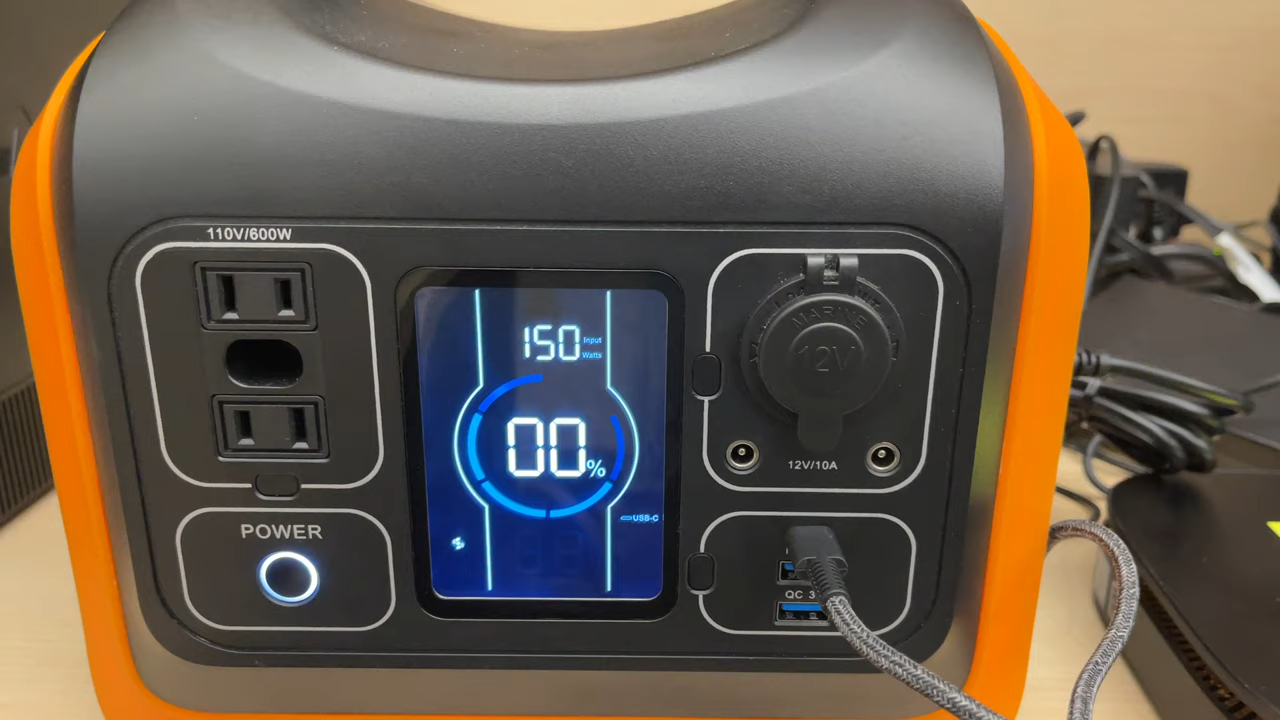 110V/600W
150 Input
Watts
00%
USB-C
POWER
MARINE
12V
12V/10A
QC 3